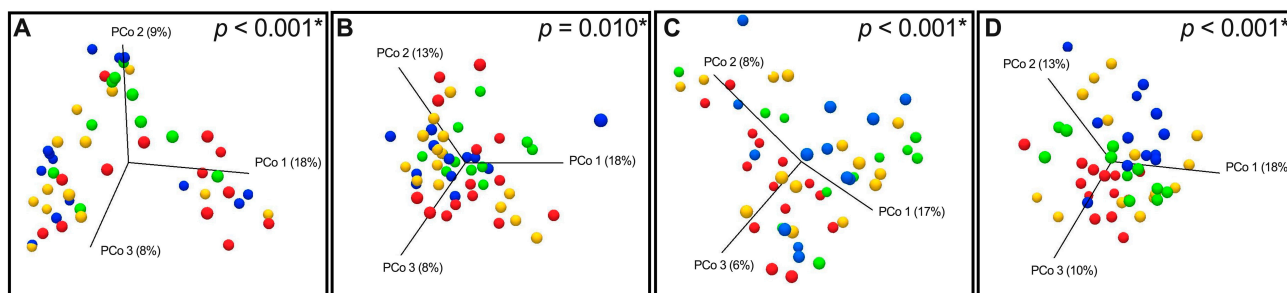 A
p < 0.001*
PCo 2 (9%)
PCo 1 (18%)
PCo 3 (8%)
B
p = 0.010*
PCo 2 (13%)
PCo 1 (18%)
PCo 3 (8%)
C
p < 0.001*
PCo 2 (8%)
PCo 1 (17%)
PCo 3 (6%)
D
p < 0.001*
PCo 2 (13%)
PCo 1 (18%)
PCo 3 (10%)